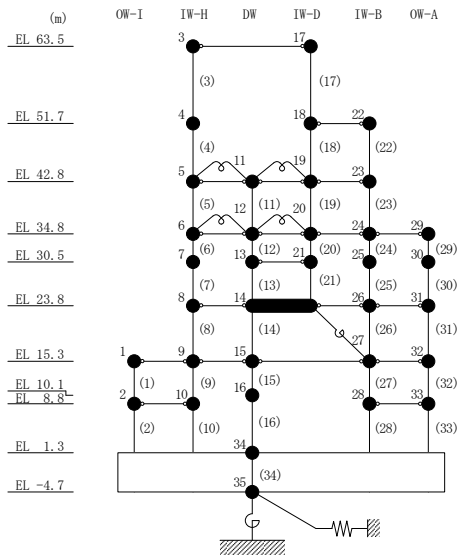 (m) OW-I IW-H DW IW-D IW-B OW-A
EL 63.5 3 17
(3) (17)
EL 51.7 4 18 22
(4) (18) (22)
EL 42.8 5 11 19 23
(5) (11) (19) (23)
EL 34.8 6 12 20 24 29
(6) (12) (20) (24) (29)
EL 30.5 7 13 21 25 30
(7) (13) (21) (25) (30)
EL 23.8 8 14 26 31
(8) (14) (26) (31)
EL 15.3 1 9 15 27 32
(1) (9) (15) (27) (32)
EL 10.1 16
EL 8.8 2 10 28 33
(2) (10) (16) (28) (33)
EL 1.3 34
(34)
EL -4.7 35